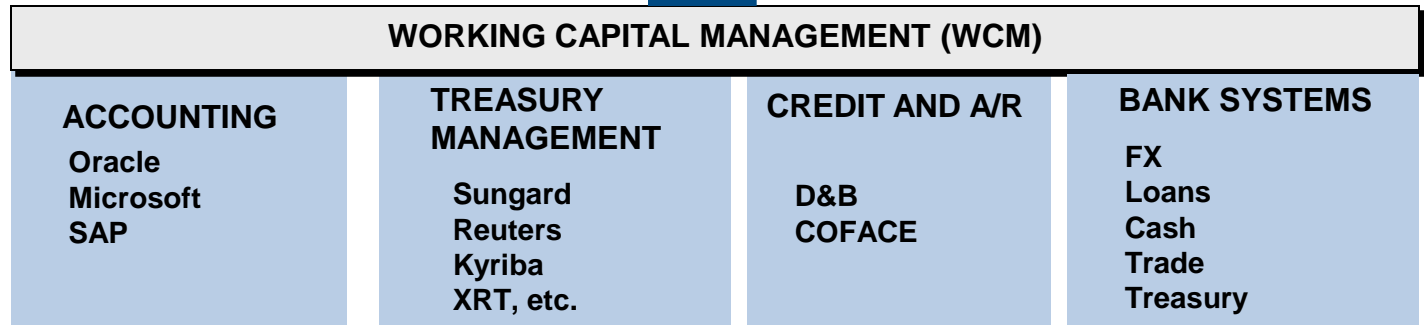 WORKING CAPITAL MANAGEMENT (WCM)
ACCOUNTING
Oracle
Microsoft
SAP
TREASURY
MANAGEMENT
Sungard
Reuters
Kyriba
XRT, etc.
CREDIT AND A/R
D&B
COFACE
BANK SYSTEMS
FX
Loans
Cash
Trade
Treasury